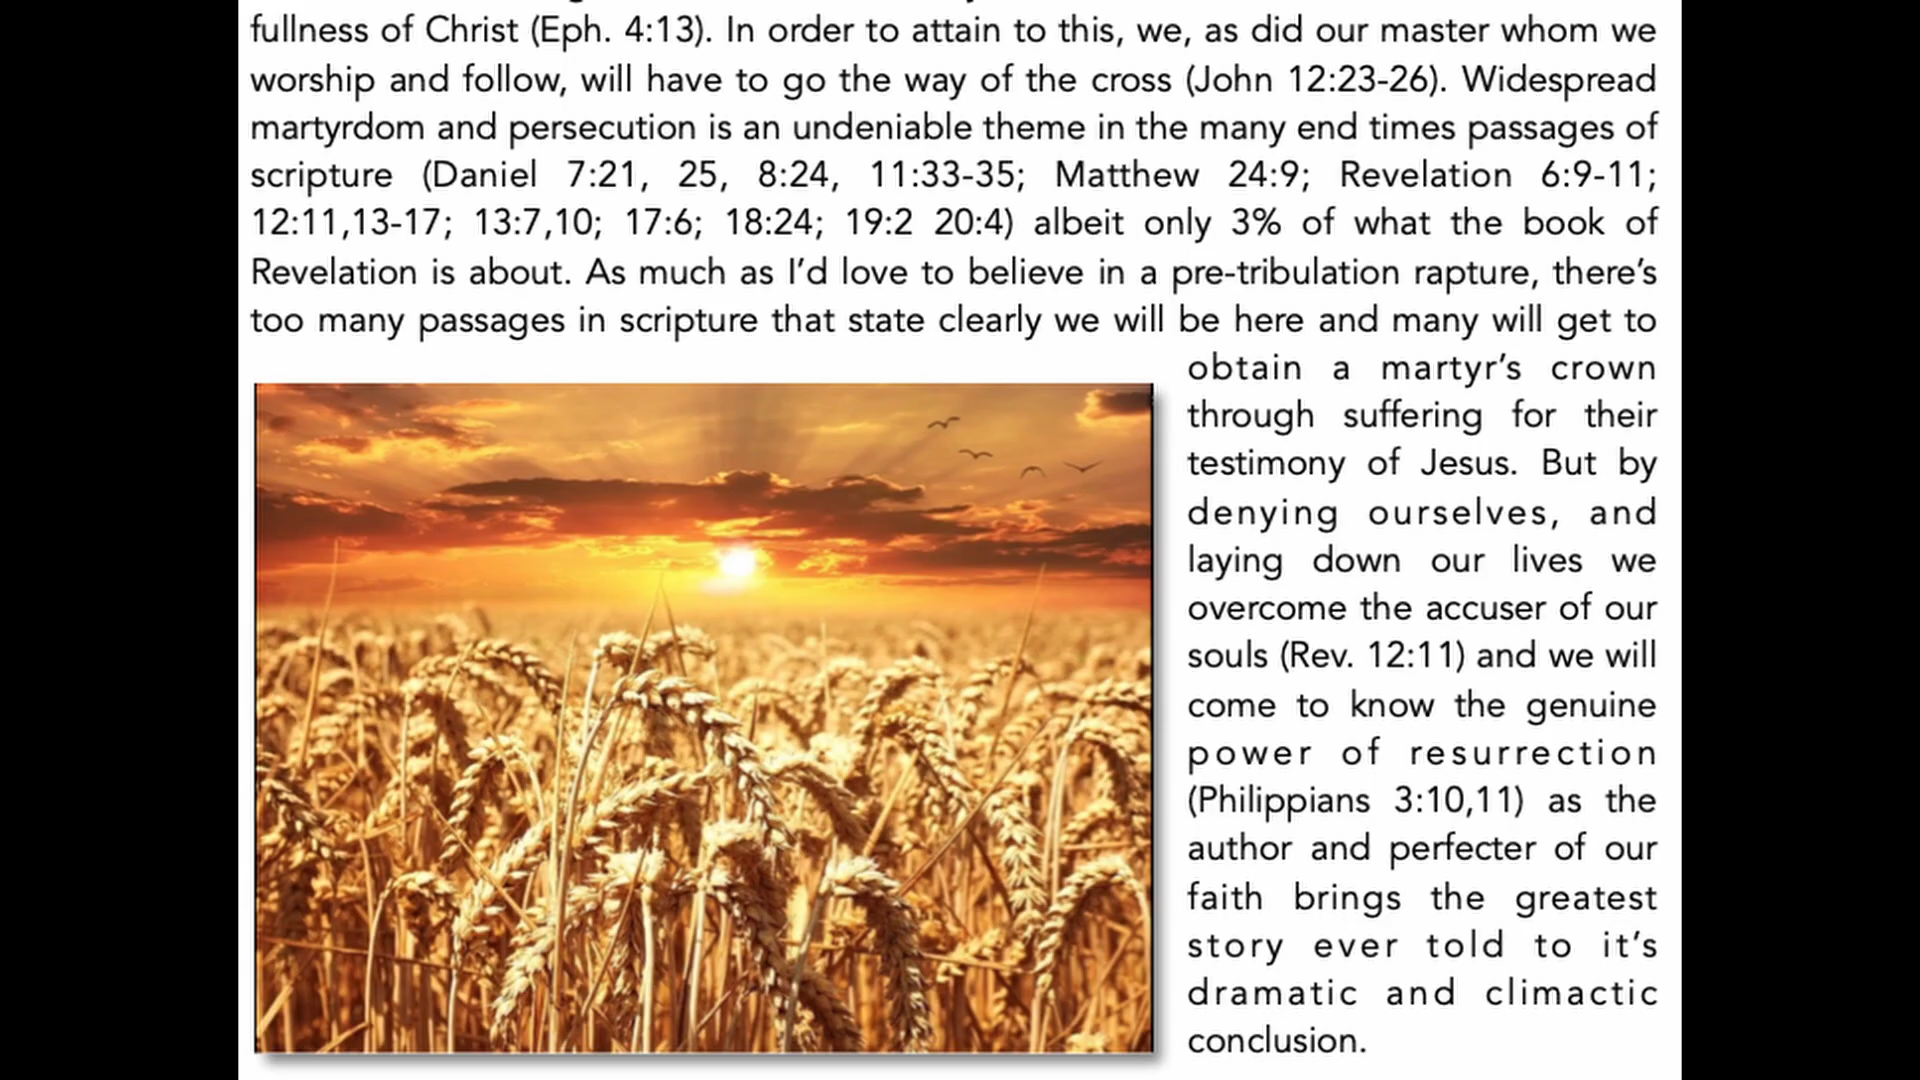 fullness of Christ (Eph. 4:13). In order to attain to this, we, as did our master whom we
worship and follow, will have to go the way of the cross (John 12:23-26). Widespread
martyrdom and persecution is an undeniable theme in the many end times passages of
scripture (Daniel 7:21, 25, 8:24, 11:33-35; Matthew 24:9; Revelation 6:9-11;
12:11,13-17; 13:7,10; 17:6; 18:24; 19:2 20:4) albeit only 3% of what the book of
Revelation is about. As much as I’d love to believe in a pre-tribulation rapture, there’s
too many passages in scripture that state clearly we will be here and many will get to
obtain a martyr’s crown
through suffering for their
testimony of Jesus. But by
denying ourselves, and
laying down our lives we
overcome the accuser of our
souls (Rev. 12:11) and we will
come to know the genuine
power of resurrection
(Philippians 3:10,11) as the
author and perfecter of our
faith brings the greatest
story ever told to it’s
dramatic and climactic
conclusion.